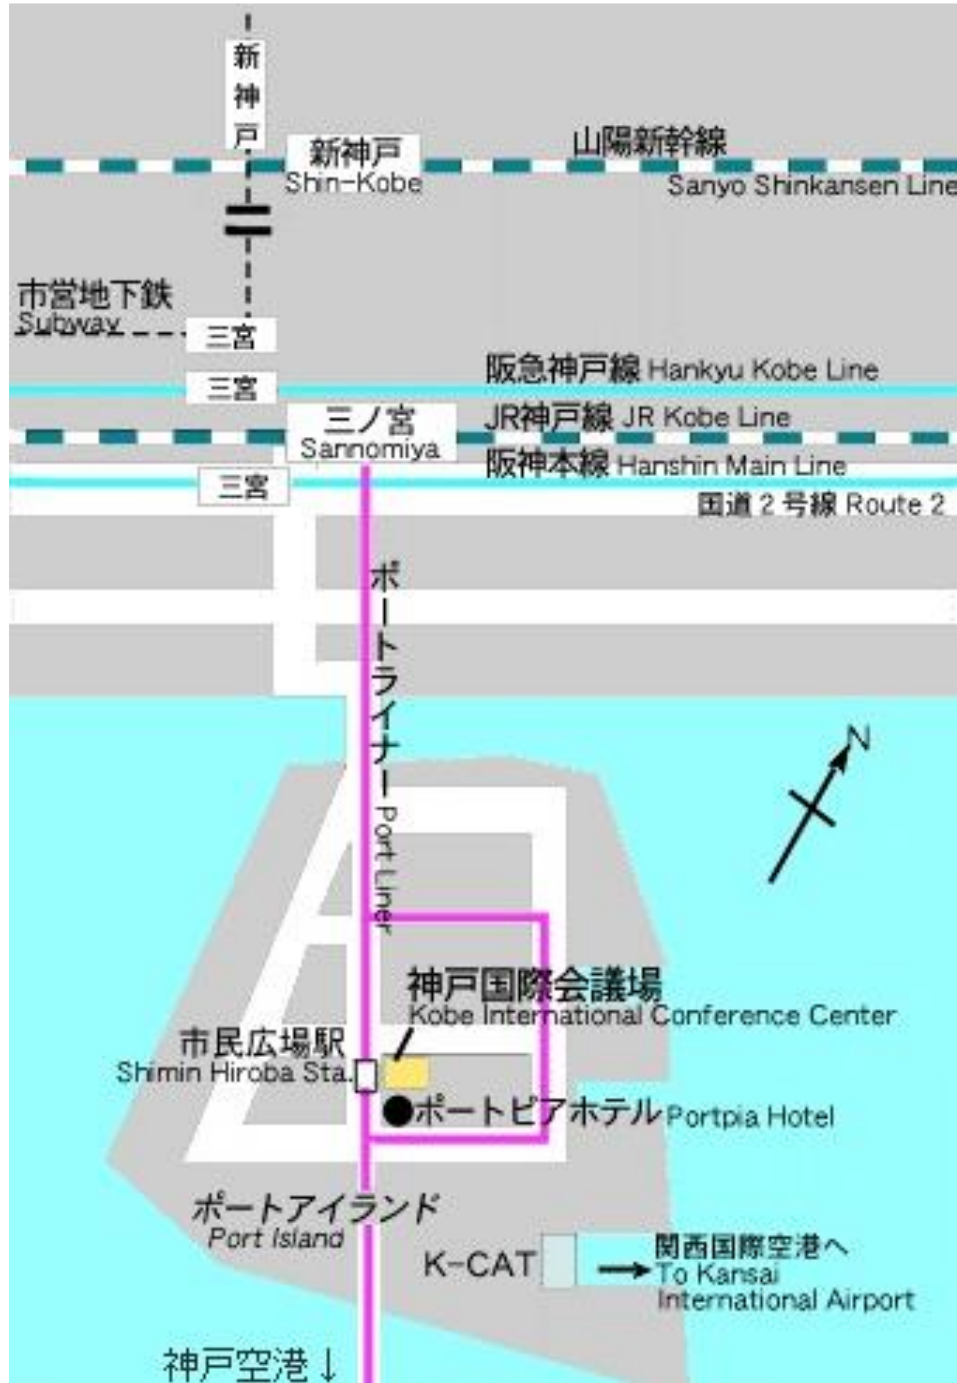 新神戸
新神戸
Shin-Kobe
山陽新幹線
Sanyo Shinkansen Line
市営地下鉄
Subway
三宮
三宮
阪急神戸線 Hankyu Kobe Line
三ノ宮
Sannomiya
JR神戸線 JR Kobe Line
阪神本線 Hanshin Main Line
三宮
国道2号線 Route 2
ポートライナー Port Liner
N
神戸国際会議場
Kobe International Conference Center
市民広場駅
Shimin Hiroba Sta.
ポートピアホテル Portpia Hotel
ポートアイランド
Port Island
K-CAT
関西国際空港へ
To Kansai
International Airport
神戸空港↓